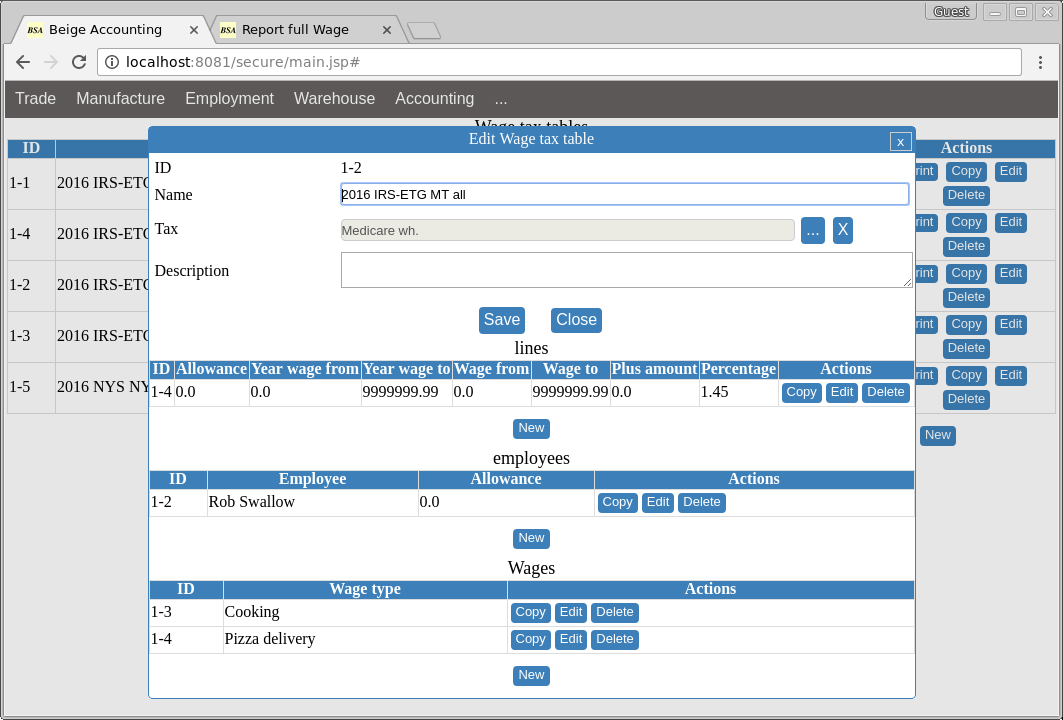 Guest
BSA Beige Accounting
BSA Report full Wage
localhost:8081/secure/main.jsp#
Trade Manufacture Employment Warehouse Accounting ...
Wage tax tables
Edit Wage tax table x
ID Actions
ID 1-2
Name 2016 IRS-ETG MT all
Tax Medicare wh. ... X
Description
Save Close
lines
ID Allowance Year wage from Year wage to Wage from Wage to Plus amount Percentage Actions
1-4 0.0 0.0 9999999.99 0.0 9999999.99 0.0 1.45 Copy Edit Delete
New
employees
ID Employee Allowance Actions
1-2 Rob Swallow 0.0 Copy Edit Delete
New
Wages
ID Wage type Actions
1-3 Cooking Copy Edit Delete
1-4 Pizza delivery Copy Edit Delete
New
1-1 2016 IRS-ETG rint Copy Edit
Delete
1-4 2016 IRS-ETG rint Copy Edit
Delete
1-2 2016 IRS-ETG rint Copy Edit
Delete
1-3 2016 IRS-ETG rint Copy Edit
Delete
1-5 2016 NYS NY rint Copy Edit
Delete
New